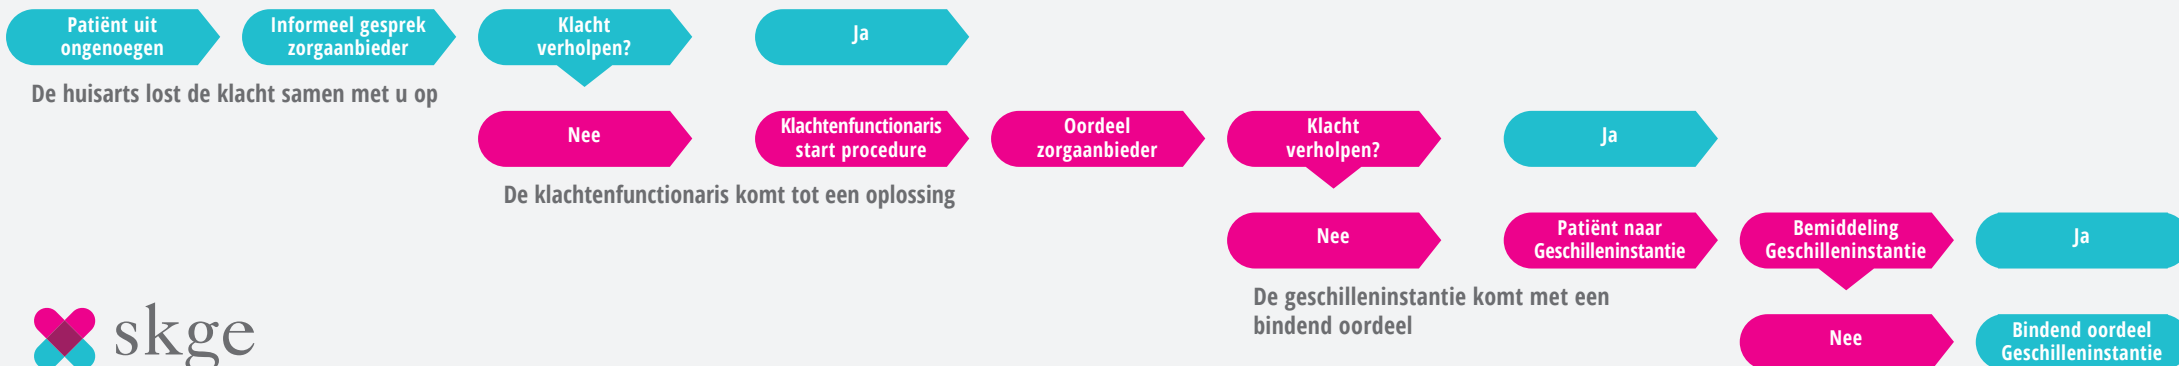 Patiënt uit
ongenoegen
Informeel gesprek
zorgaanbieder
Klacht
verholpen?
Ja
De huisarts lost de klacht samen met u op
Nee
Klachtenfunctionaris
start procedure
Oordeel
zorgaanbieder
Klacht
verholpen?
Ja
De klachtenfunctionaris komt tot een oplossing
Nee
Patiënt naar
Geschilleninstantie
Bemiddeling
Geschilleninstantie
Ja
De geschilleninstantie komt met een
bindend oordeel
Nee
Bindend oordeel
Geschilleninstantie
skge